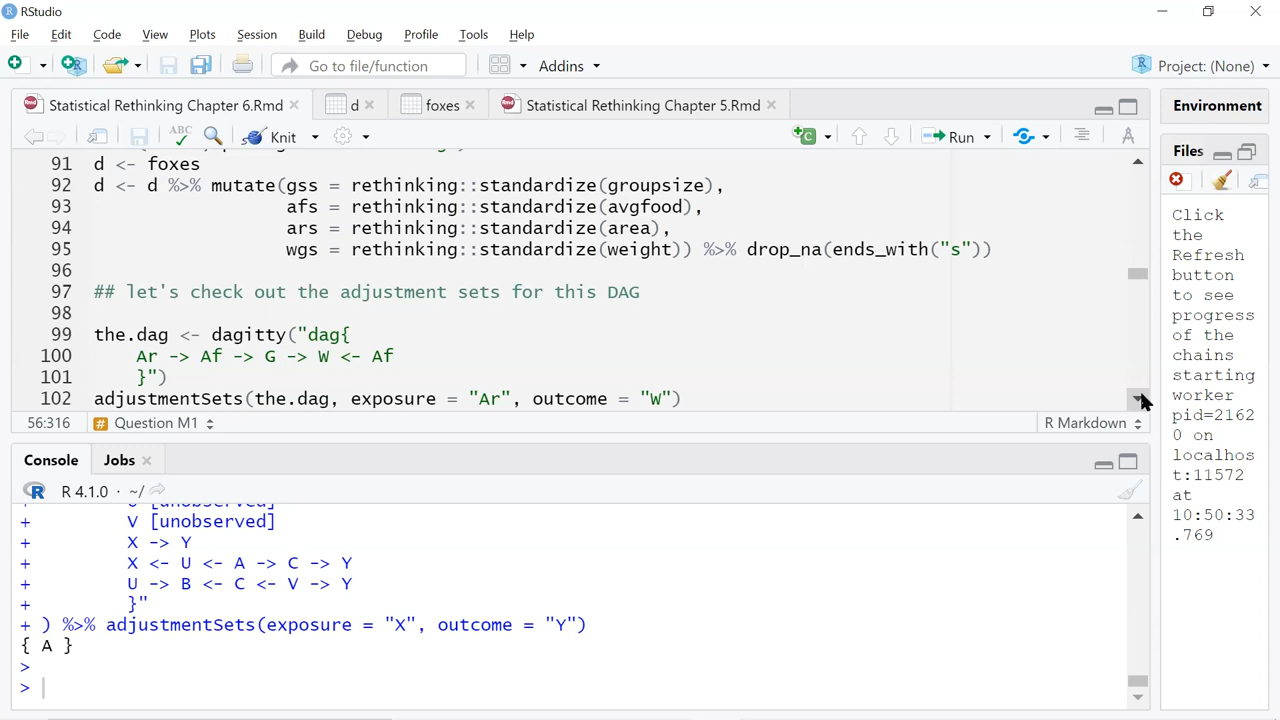 RStudio
File Edit Code View Plots Session Build Debug Profile Tools Help
Go to file/function Addins Project: (None)
Statistical Rethinking Chapter 6.Rmd d foxes Statistical Rethinking Chapter 5.Rmd
ABC Knit Run
91 d <- foxes
92 d <- d %>% mutate(gss = rethinking::standardize(groupsize),
93 afs = rethinking::standardize(avgfood),
94 ars = rethinking::standardize(area),
95 wgs = rethinking::standardize(weight)) %>% drop_na(ends_with("s"))
96
97 ## let's check out the adjustment sets for this DAG
98
99 the.dag <- dagitty("dag{
100 Ar -> Af -> G -> W <- Af
101 }")
102 adjustmentSets(the.dag, exposure = "Ar", outcome = "W")
56:316 # Question M1 R Markdown
Console Jobs
R 4.1.0 · ~/
+ [unobserved]
+ V [unobserved]
+ X -> Y
+ X <- U <- A -> C -> Y
+ U -> B <- C <- V -> Y
+ }"
+ ) %>% adjustmentSets(exposure = "X", outcome = "Y")
{ A }
>
>
Environment
Files
Click
the
Refresh
button
to see
progress
of the
chains
starting
worker
pid=2162
0 on
localhos
t:11572
at
10:50:33
.769